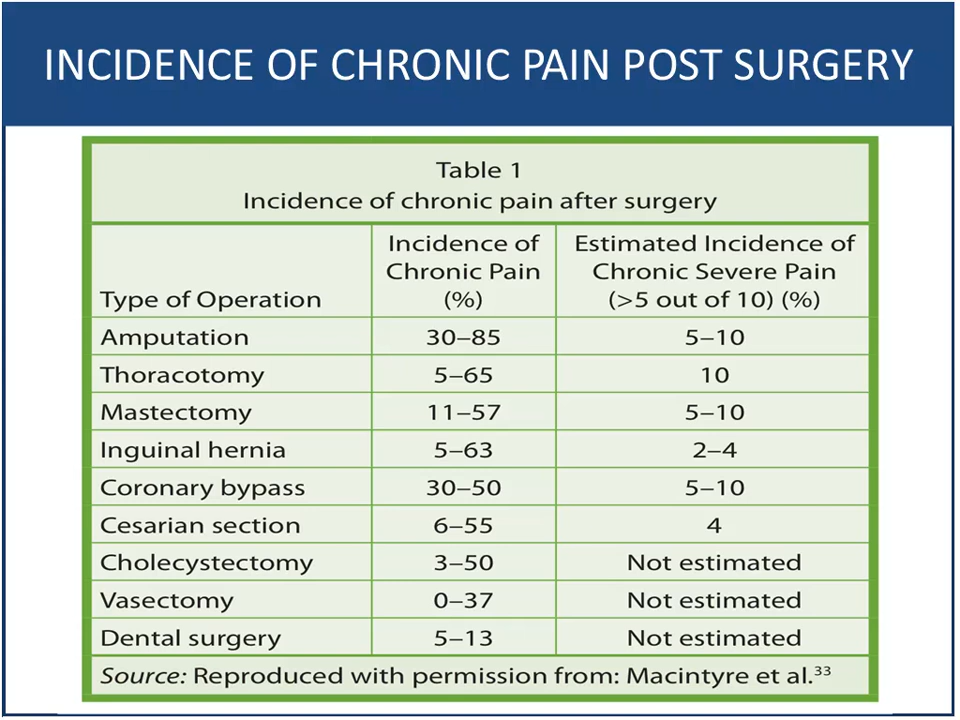 INCIDENCE OF CHRONIC PAIN POST SURGERY
Table 1
Incidence of chronic pain after surgery
Type of Operation Incidence of Chronic Pain (%) Estimated Incidence of Chronic Severe Pain (>5 out of 10) (%)
Amputation 30–85 5–10
Thoracotomy 5–65 10
Mastectomy 11–57 5–10
Inguinal hernia 5–63 2–4
Coronary bypass 30–50 5–10
Cesarian section 6–55 4
Cholecystectomy 3–50 Not estimated
Vasectomy 0–37 Not estimated
Dental surgery 5–13 Not estimated
Source: Reproduced with permission from: Macintyre et al.³³